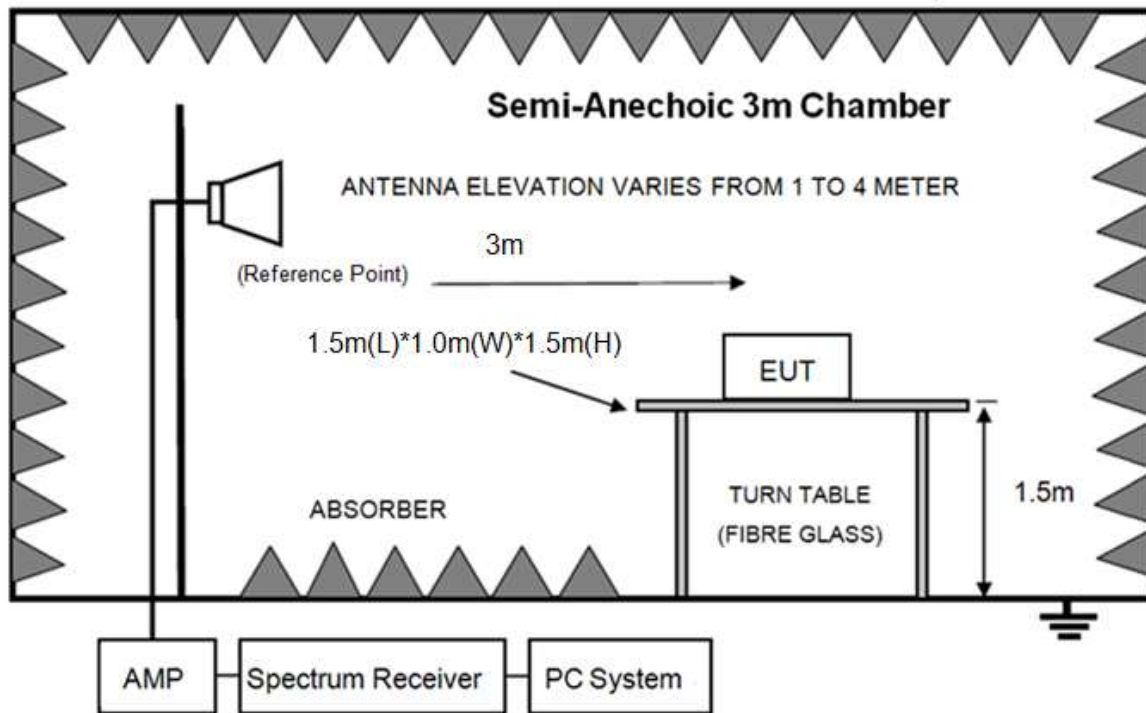 Semi-Anechoic 3m Chamber
ANTENNA ELEVATION VARIES FROM 1 TO 4 METER
3m
(Reference Point)
1.5m(L)*1.0m(W)*1.5m(H)
EUT
1.5m
TURN TABLE
(FIBRE GLASS)
ABSORBER
AMP
Spectrum Receiver
PC System